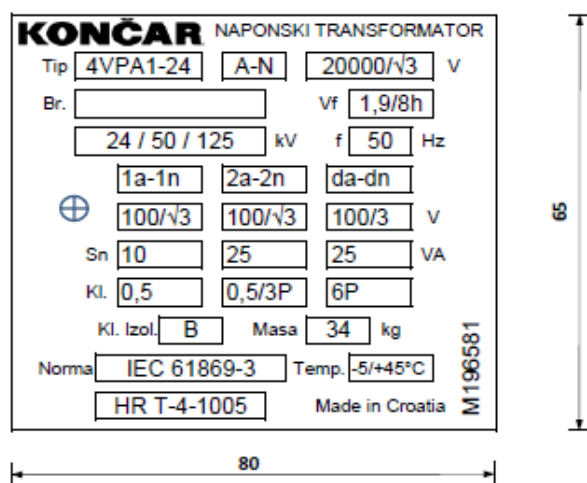 KONČAR NAPONSKI TRANSFORMATOR
Tip 4VPA1-24 A-N 20000/√3 V
Br. Vf 1,9/8h
24 / 50 / 125 kV f 50 Hz
1a-1n 2a-2n da-dn
100/√3 100/√3 100/3 V
Sn 10 25 25 VA
Kl. 0,5 0,5/3P 6P
Kl. Izol. B Masa 34 kg
Norma IEC 61869-3 Temp. -5/+45°C
HR T-4-1005 Made in Croatia
M196581
65
80